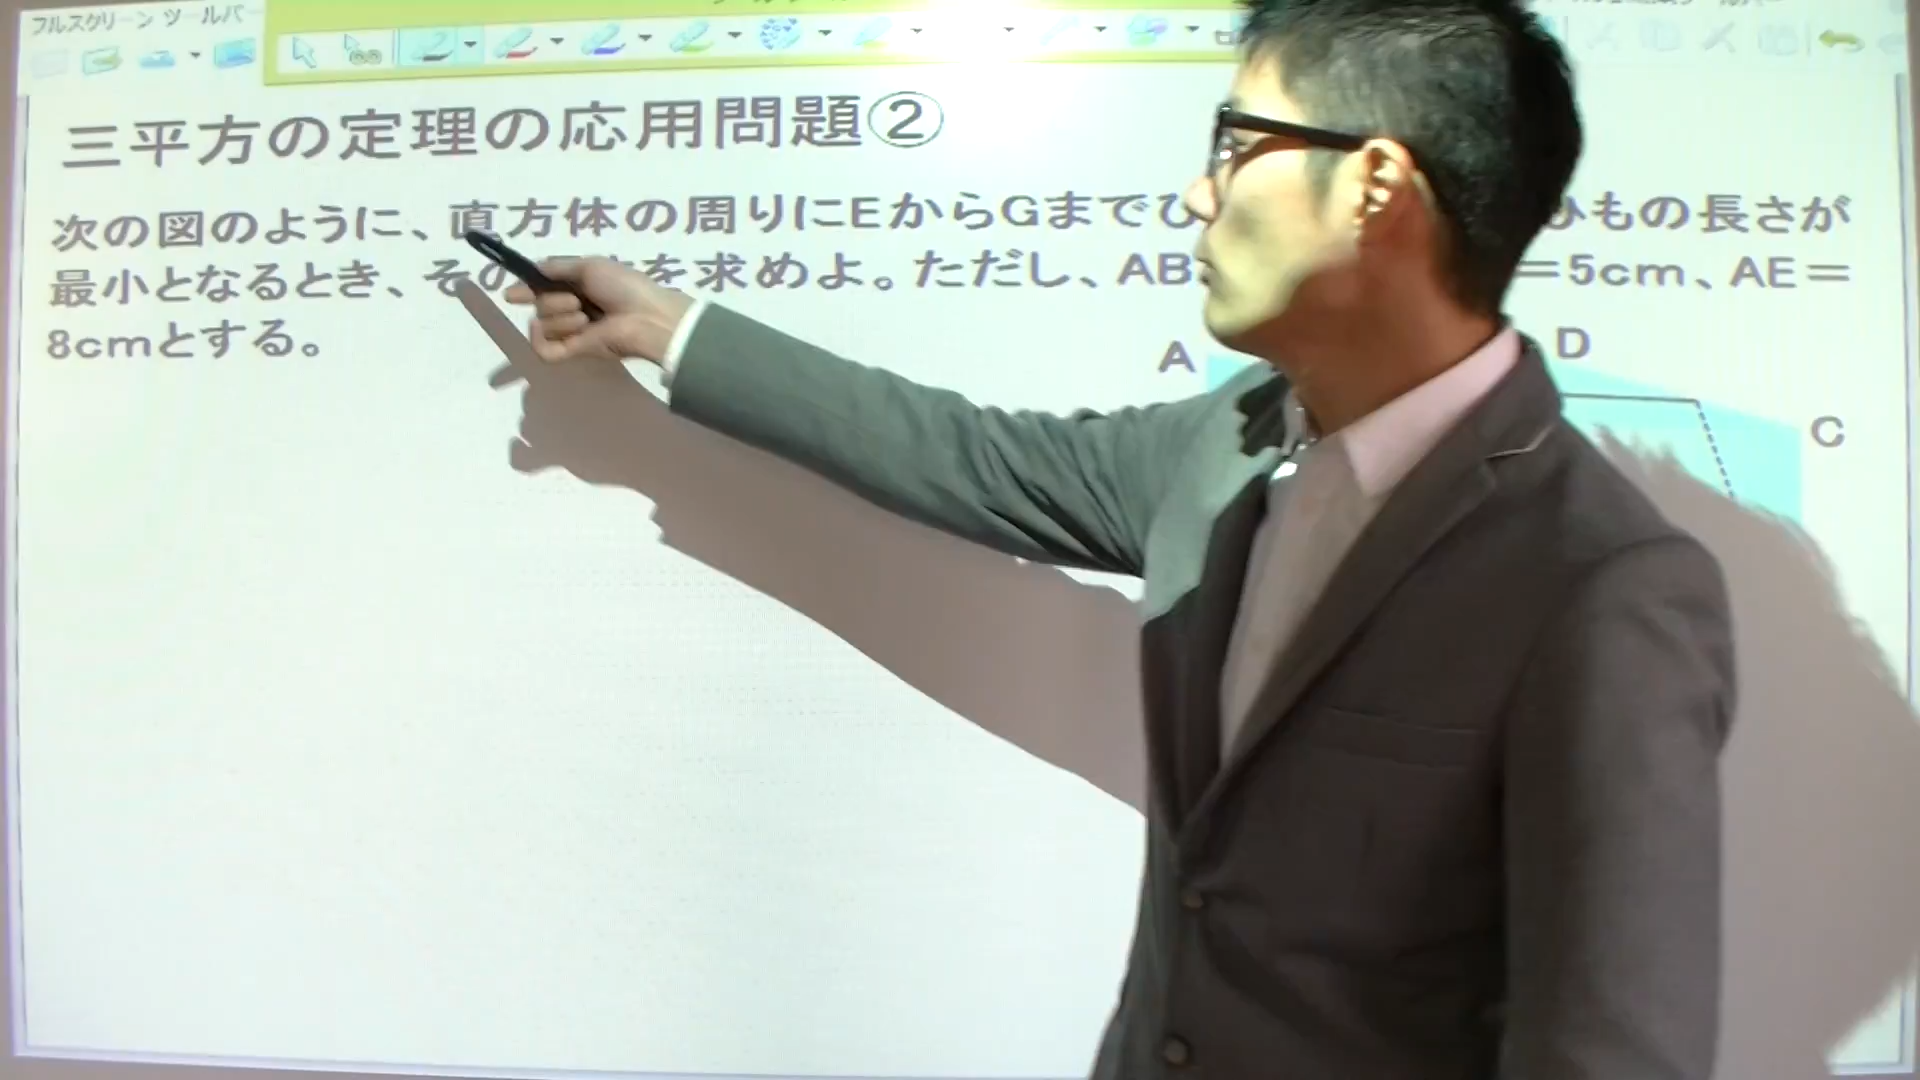 フルスクリーン ツールバー
三平方の定理の応用問題②
次の図のように、直方体の周りにEからGまでひ ひもの長さが
最小となるとき、その を求めよ。ただし、AB =5cm、AE=
8cmとする。
A
D
C